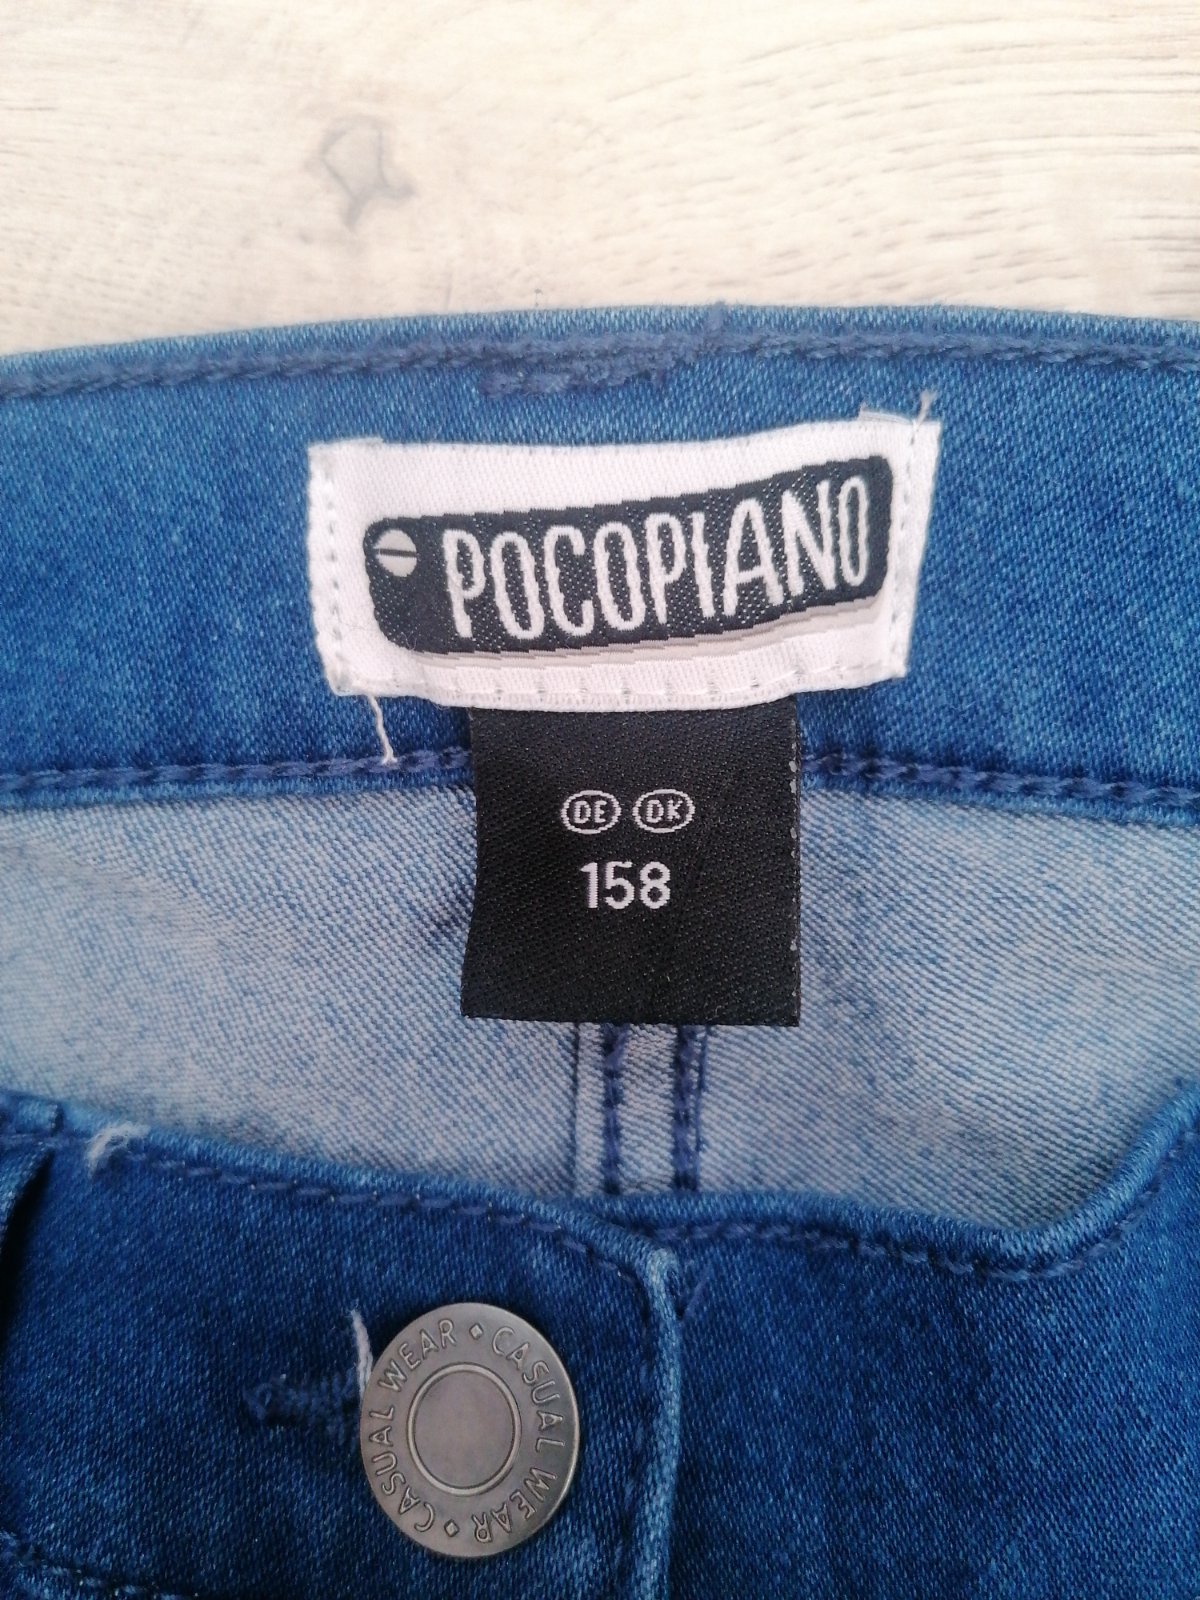 POCOPIANO
DE DK
158
CASUAL WEAR ◆ CASUAL WEAR ◆